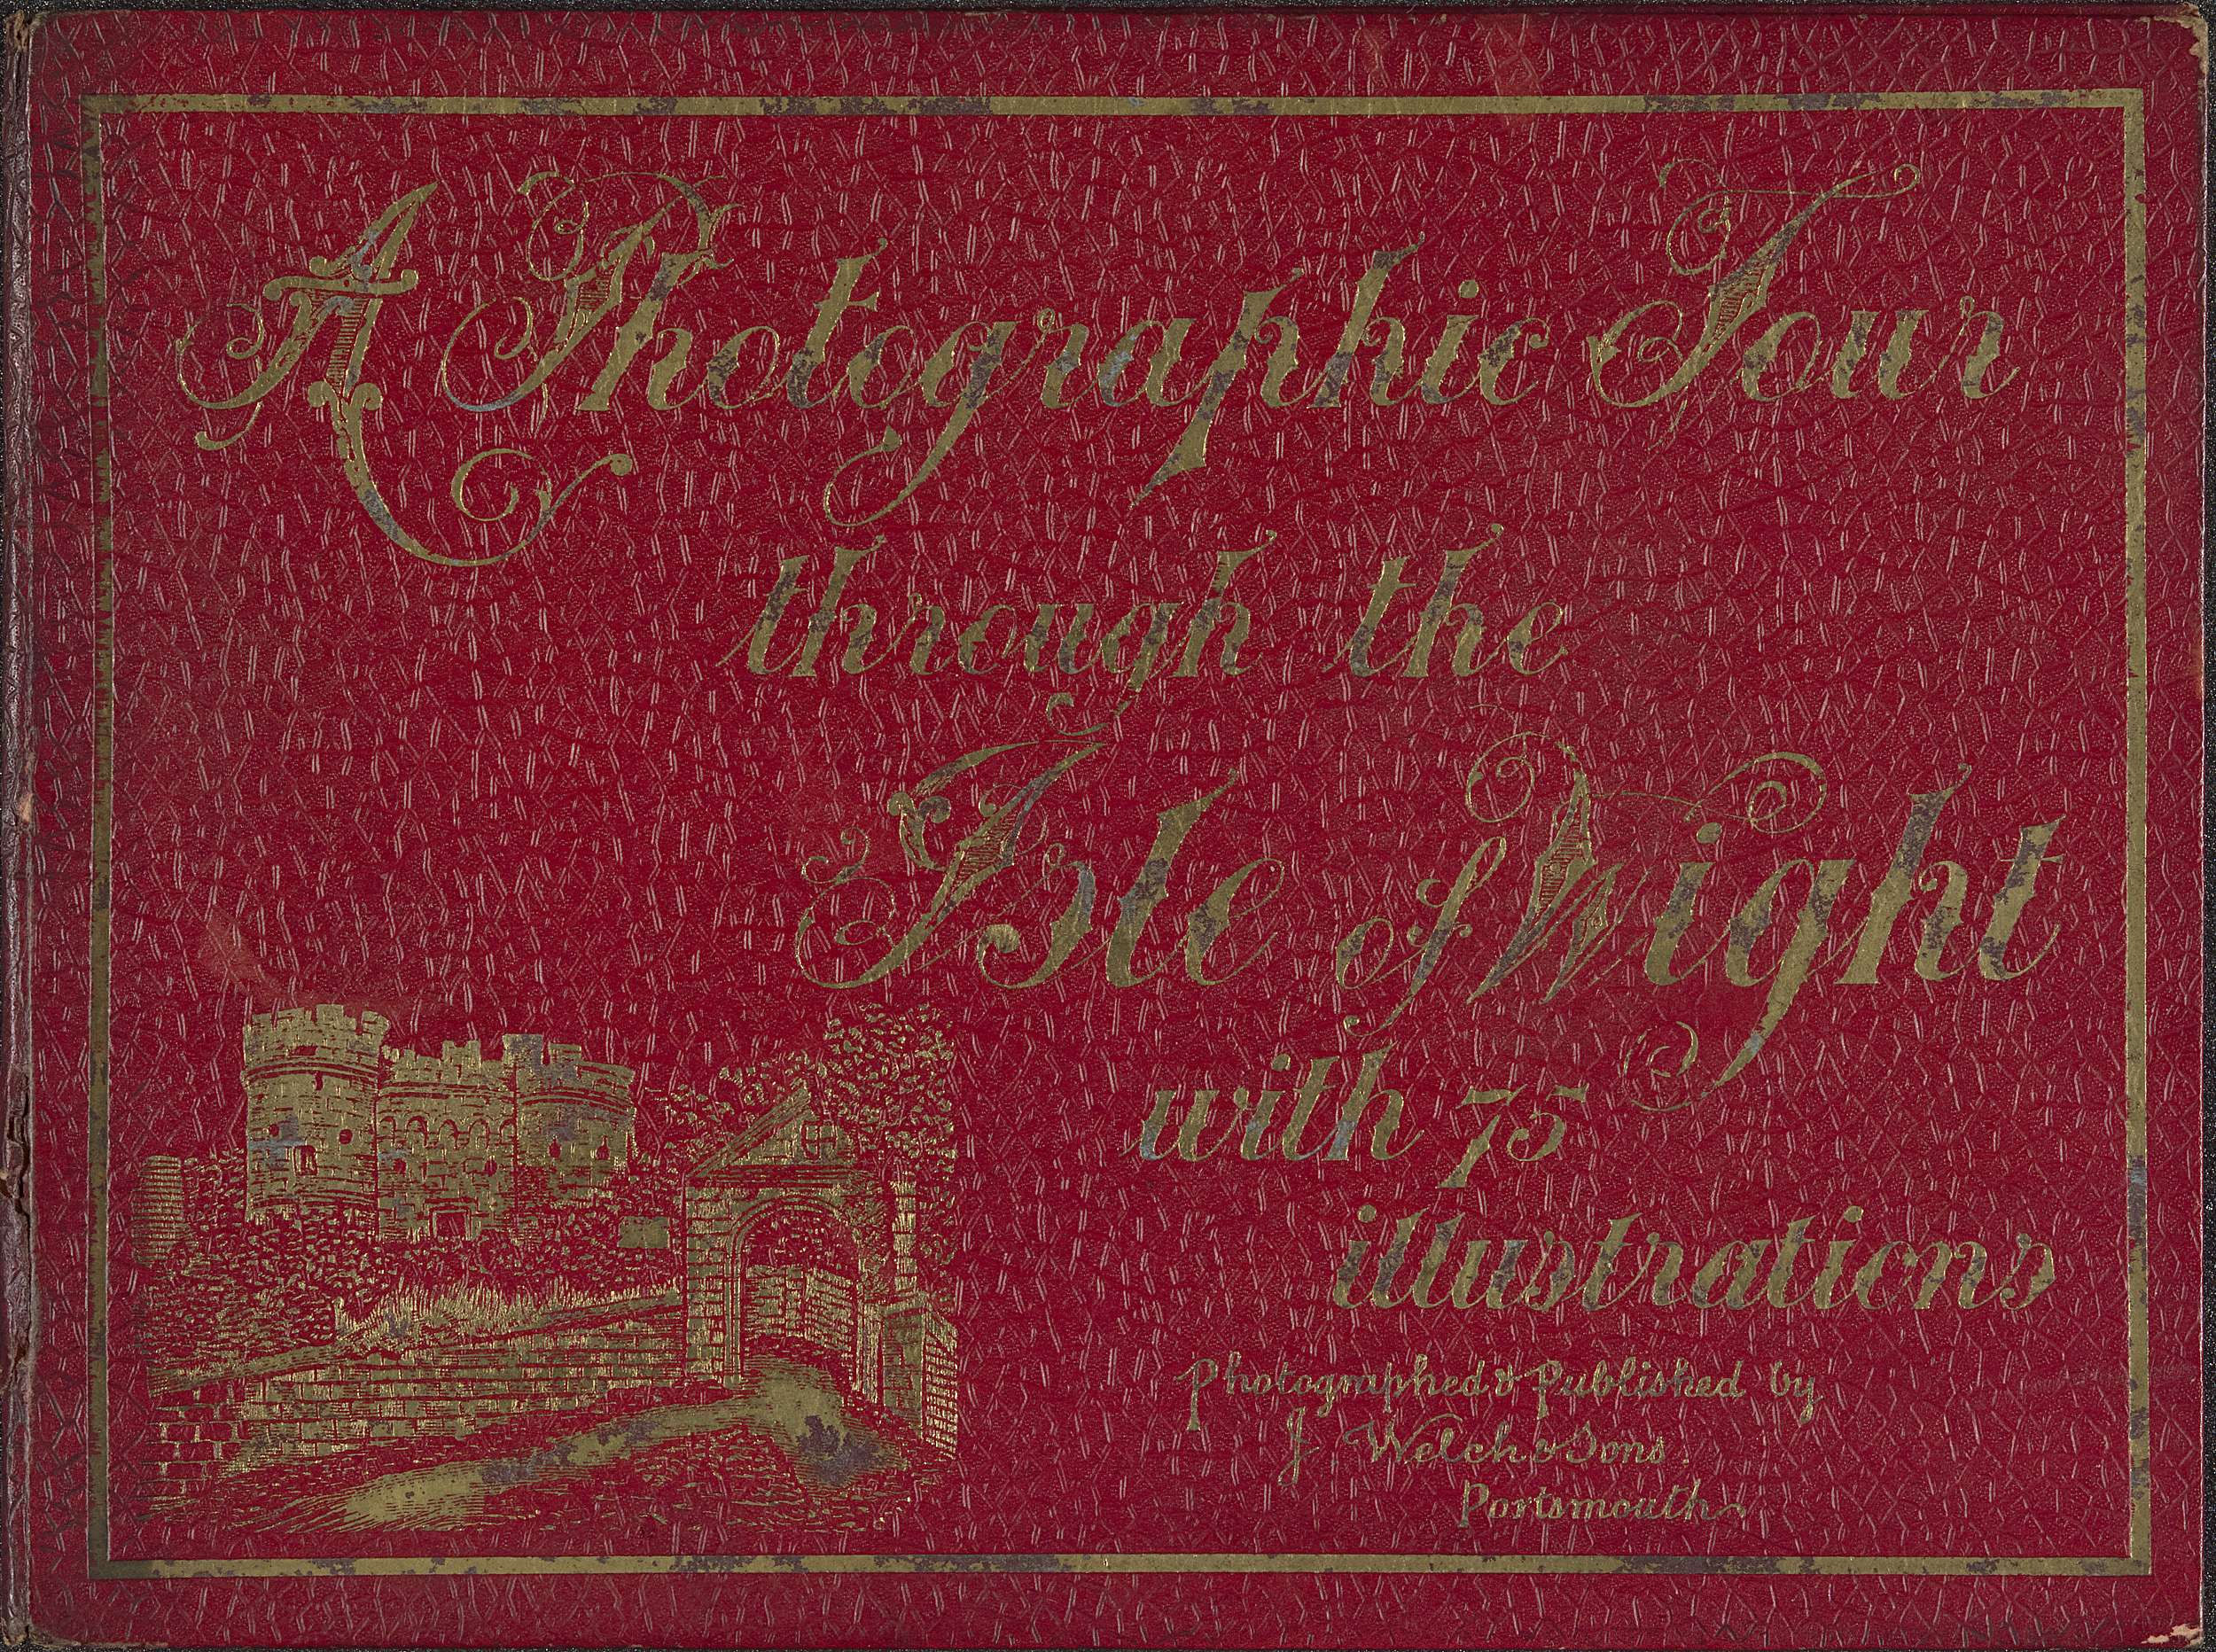 A Photographic Tour
through the
Isle of Wight
with 75
illustrations
Photographed & Published by
J. Welch & Sons.
Portsmouth